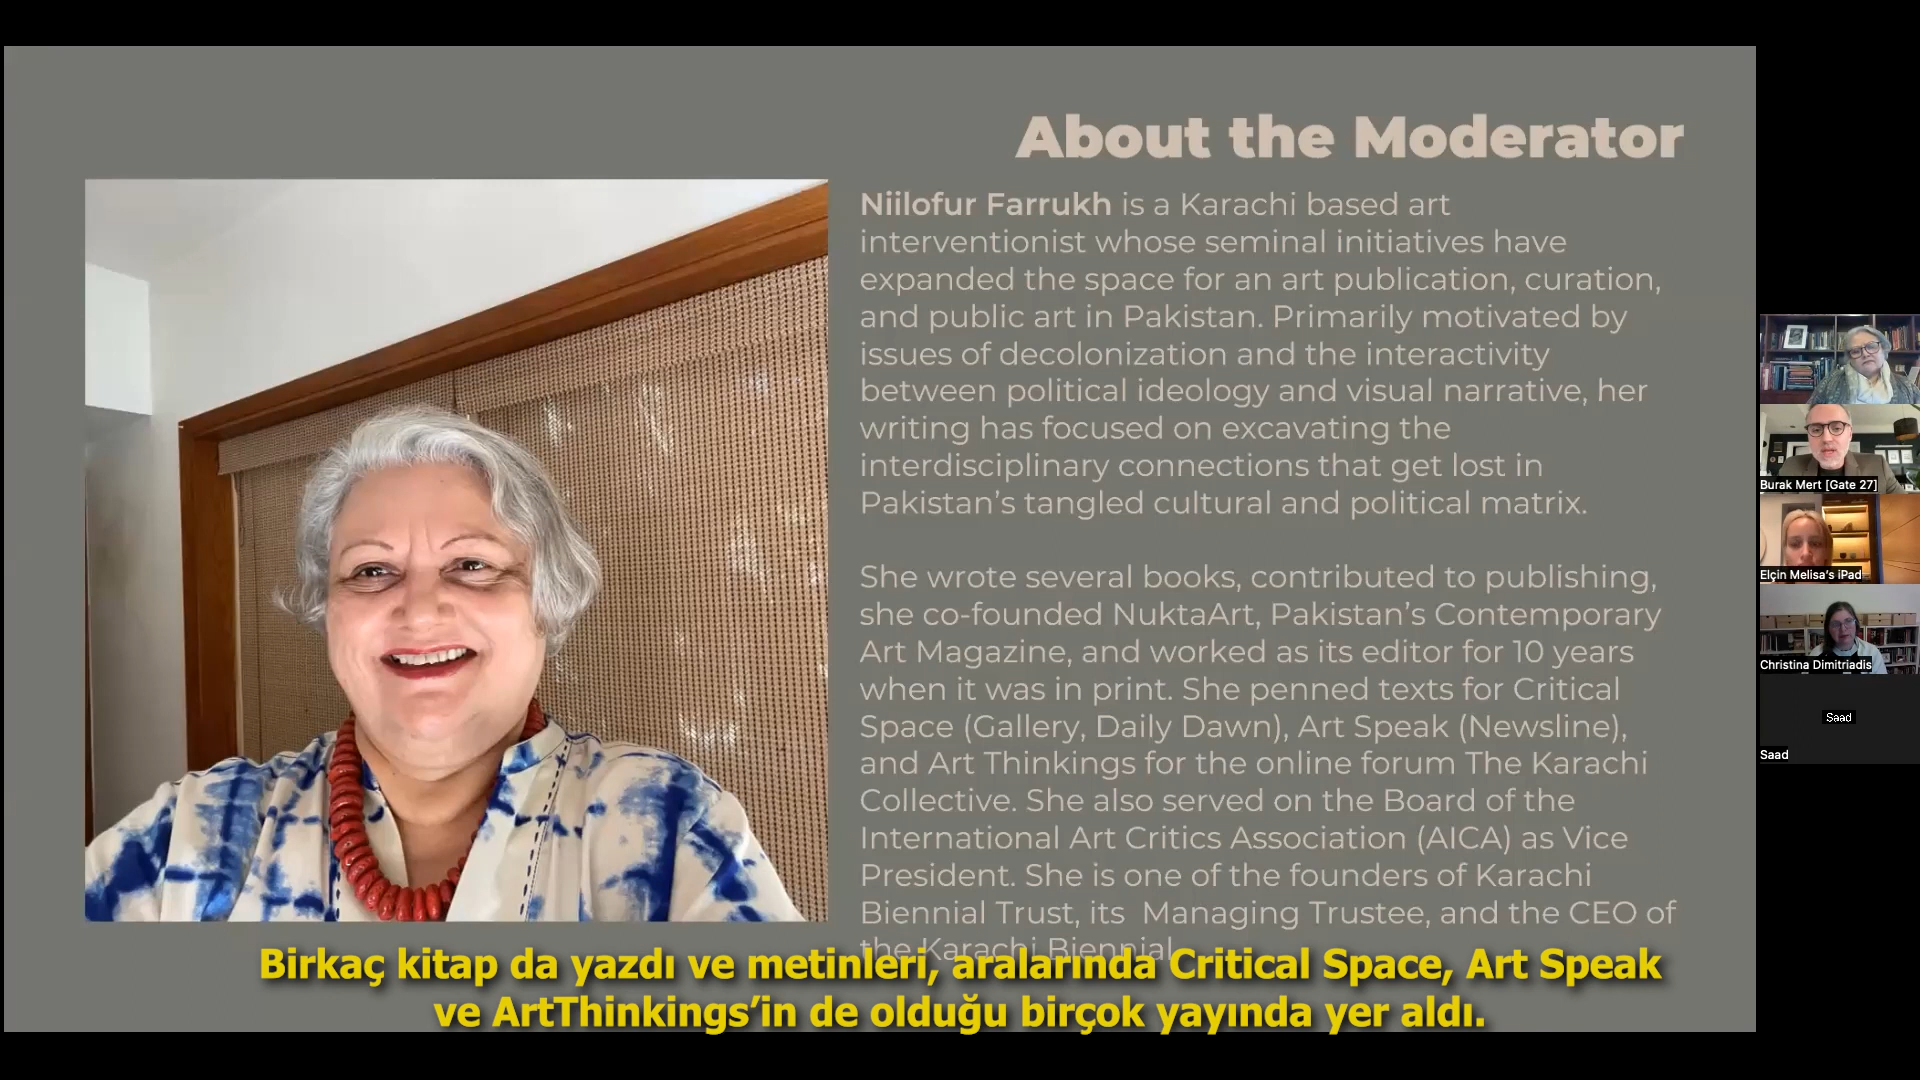 About the Moderator
Niilofur Farrukh is a Karachi based art
interventionist whose seminal initiatives have
expanded the space for an art publication, curation,
and public art in Pakistan. Primarily motivated by
issues of decolonization and the interactivity
between political ideology and visual narrative, her
writing has focused on excavating the
interdisciplinary connections that get lost in
Pakistan’s tangled cultural and political matrix.
She wrote several books, contributed to publishing,
she co-founded NuktaArt, Pakistan’s Contemporary
Art Magazine, and worked as its editor for 10 years
when it was in print. She penned texts for Critical
Space (Gallery, Daily Dawn), Art Speak (Newsline),
and Art Thinkings for the online forum The Karachi
Collective. She also served on the Board of the
International Art Critics Association (AICA) as Vice
President. She is one of the founders of Karachi
Biennial Trust, its  Managing Trustee, and the CEO of
the Karachi Biennial
Birkaç kitap da yazdı ve metinleri, aralarında Critical Space, Art Speak
ve ArtThinkings’in de olduğu birçok yayında yer aldı.
Burak Mert [Gate 27]
Elçin Melisa’s iPad
Christina Dimitriadis
Saad
Saad